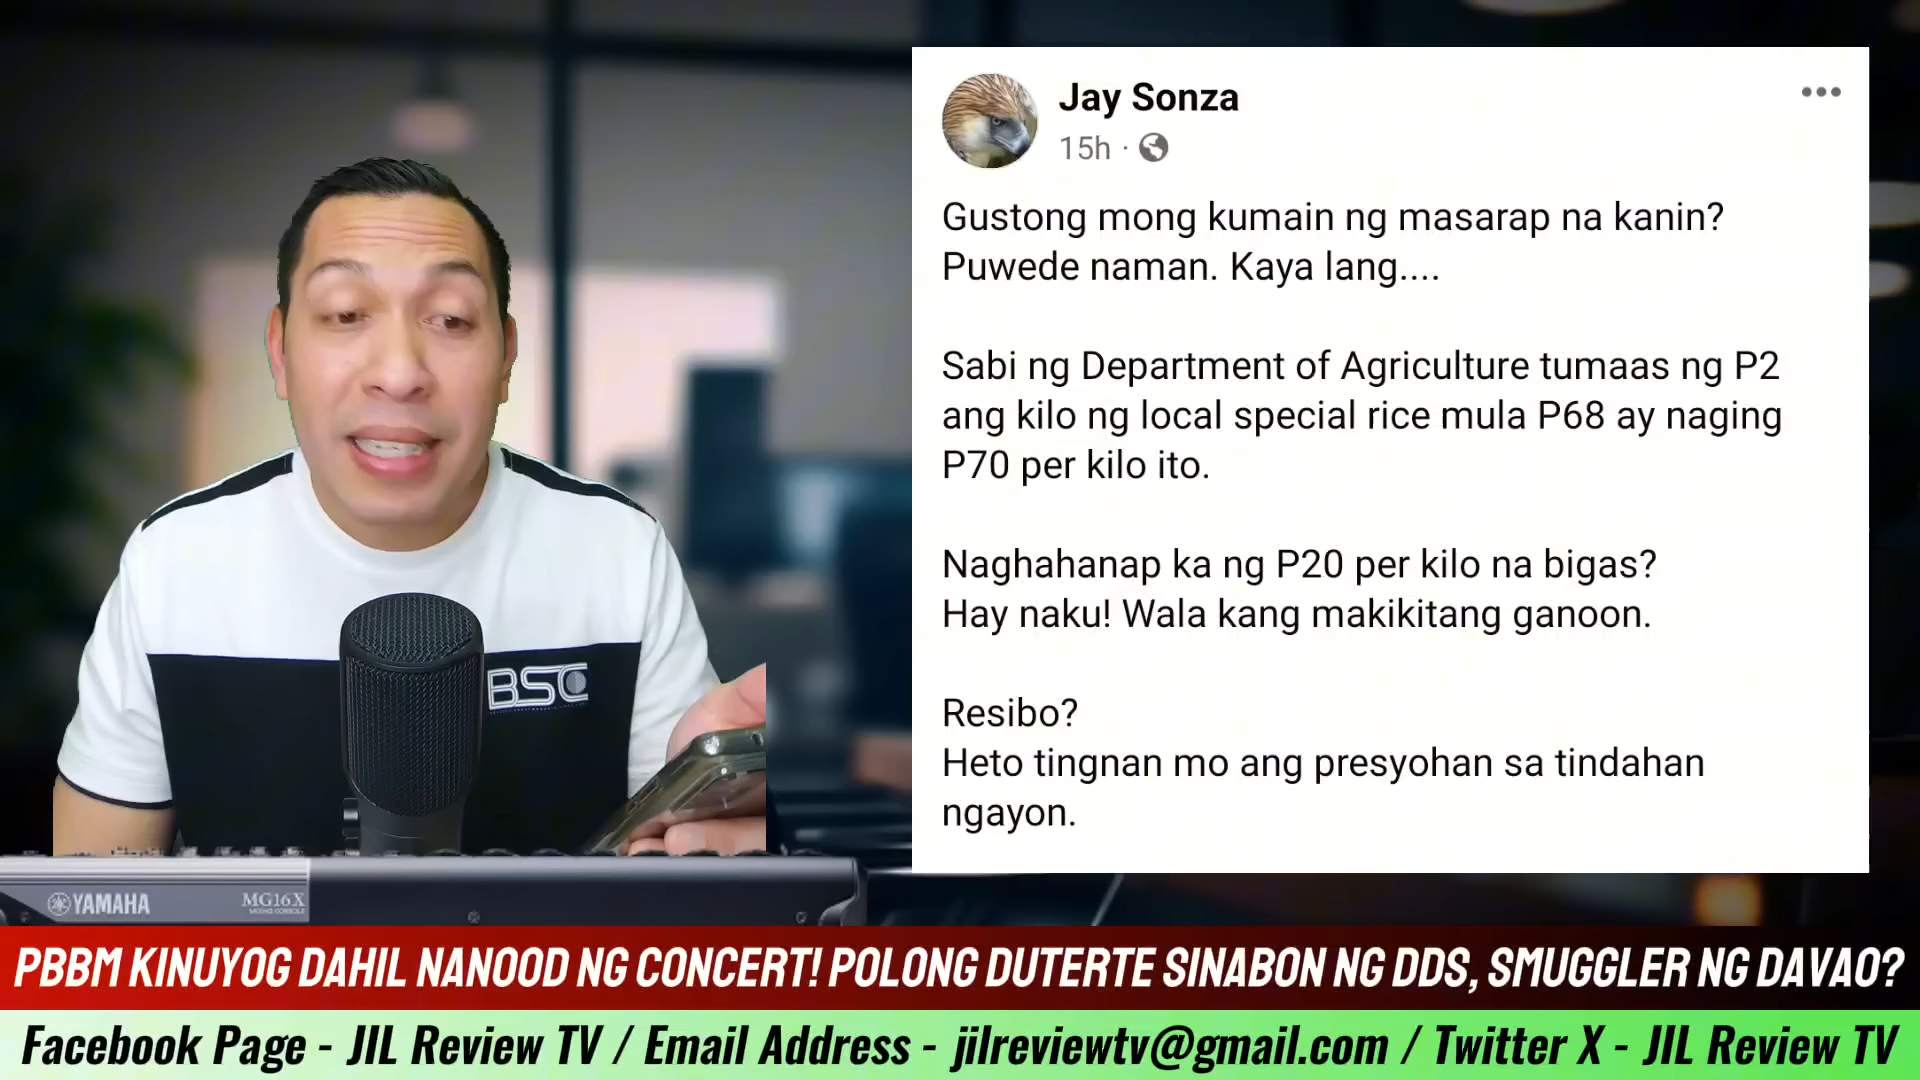 Jay Sonza
15h
Gustong mong kumain ng masarap na kanin?
Puwede naman. Kaya lang....
Sabi ng Department of Agriculture tumaas ng P2
ang kilo ng local special rice mula P68 ay naging
P70 per kilo ito.
Naghahanap ka ng P20 per kilo na bigas?
Hay naku! Wala kang makikitang ganoon.
Resibo?
Heto tingnan mo ang presyohan sa tindahan
ngayon.
BSC
YAMAHA
MG16X
MIXING CONSOLE
PBBM KINUYOG DAHIL NANOOD NG CONCERT! POLONG DUTERTE SINABON NG DDS, SMUGGLER NG DAVAO?
Facebook Page - JIL Review TV / Email Address - jilreviewtv@gmail.com / Twitter X - JIL Review TV